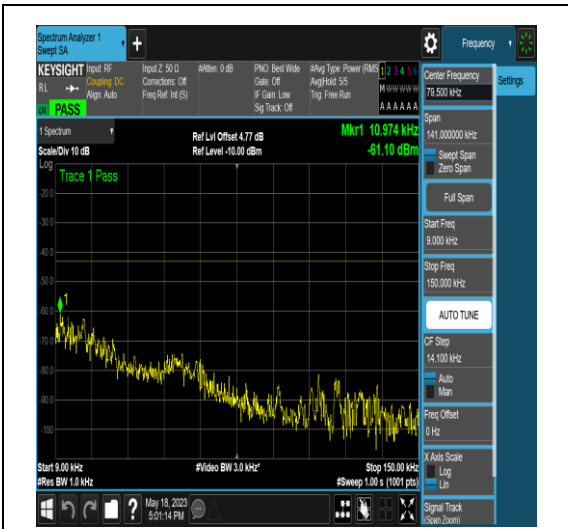 Spectrum Analyzer 1
Swept SA
Frequency
KEYSIGHT
RL
PASS
Input: RF
Coupling: DC
Align: Auto
Input Z: 50 Ω
Corrections: Off
Freq Ref: Int (S)
#Atten: 0 dB
PNO: Best Wide
Gate: Off
IF Gain: Low
Sig Track: Off
#Avg Type: Power (RMS
Avg|Hold: 5/5
Trig: Free Run
1 2 3 4 5 6
M W W W W W
A A A A A A
1 Spectrum
Scale/Div 10 dB
Ref Lvl Offset 4.77 dB
Ref Level -10.00 dBm
Mkr1 10.974 kHz
-61.10 dBm
Log
Trace 1 Pass
-20.0
-30.0
-40.0
-50.0
-60.0
-70.0
-80.0
-90.0
-100
1
Start 9.00 kHz
#Res BW 1.0 kHz
#Video BW 3.0 kHz*
Stop 150.00 kHz
#Sweep 1.00 s (1001 pts)
Center Frequency
79.500 kHz
Settings
Span
141.000000 kHz
Swept Span
Zero Span
Full Span
Start Freq
9.000 kHz
Stop Freq
150.000 kHz
AUTO TUNE
CF Step
14.100 kHz
Auto
Man
Freq Offset
0 Hz
X Axis Scale
Log
Lin
Signal Track
(Span Zoom)
?
May 18, 2023
5:01:14 PM